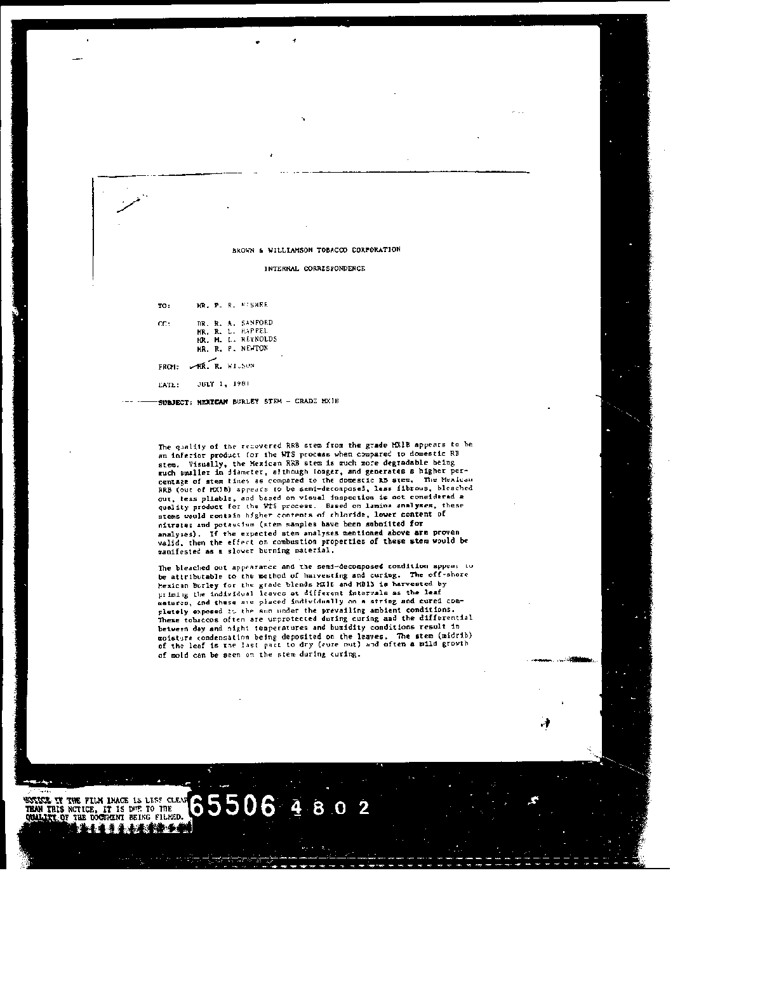 BROWN & WILLIAMSON TOBACCO CORPORATION
INTERNAL CORRESPONDENCE
TO: MR. P. R.
CC: DR. R. A. SANFORD
MR. R. L.
MR. M. L. REYNOLDS
MR. R. P. NEWTON
FROM: MR. R. WILSON
DATE: JULY 1, 198
SUBJECT: MEXICAN BURLEY STEM - GRADE MX1B
The quality of the recovered RRB stem from the grade MX1B appears to be
an inferior product for the WTS process when compared to domestic RB
stem. Visually, the Mexican RRB stem is much more degradable being
much smaller in diameter, although longer, and generates a higher per-
centage of stem fines as compared to the domestic RB stem. The Mexican
RRB (out of MX1B) appears to be semi-decomposed, less fibrous, bleached
out, less pliable, and based on visual inspection is not considered a
quality product for the WTS process. Based on lamina analyses, these
stems would contain higher contents of chloride, lower content of
nitrates and potassium (stem samples have been submitted for
analyses). If the expected stem analyses mentioned above are proven
valid, then the effect on combustion properties of these stem would be
manifested as a slower burning material.
The bleached out appearance and the semi-decomposed condition appear to
be attributable to the method of harvesting and curing. The off-shore
Mexican Burley for the grade blends MX1E and MB15 is harvested by
priming the individual leaves at different intervals as the leaf
matures, and these are placed individually on a string and cured com-
pletely exposed to the sun under the prevailing ambient conditions.
These tobaccos often are unprotected during curing and the differential
between day and night temperatures and humidity conditions result in
moisture condensation being deposited on the leaves. The stem (midrib)
of the leaf is the last part to dry (cure out) and often a mild growth
of mold can be seen on the stem during curing.
NOTICE IF THE FILM IMAGE IS LESS CLEAR
THAN THIS NOTICE, IT IS DUE TO THE
QUALITY OF THE DOCUMENT BEING FILMED.
65506 4802